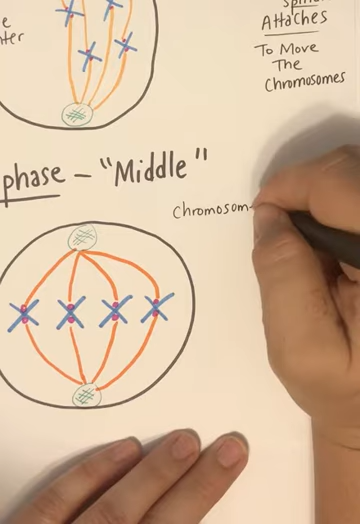 Attaches
To Move
The
Chromosomes
phase – "Middle"
Chromosom